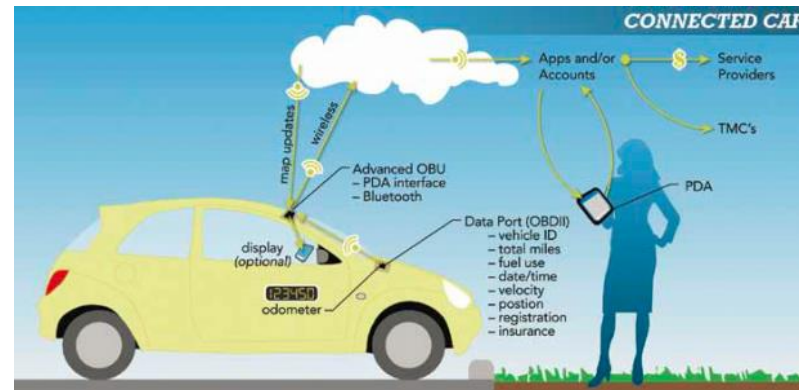 CONNECTED CAR
Apps and/or
Accounts
$
Service
Providers
TMC's
map updates
wireless
Advanced OBU
– PDA interface
– Bluetooth
PDA
Data Port (OBDII)
– vehicle ID
– total miles
– fuel use
– date/time
– velocity
– postion
– registration
– insurance
display
(optional)
123450
odometer